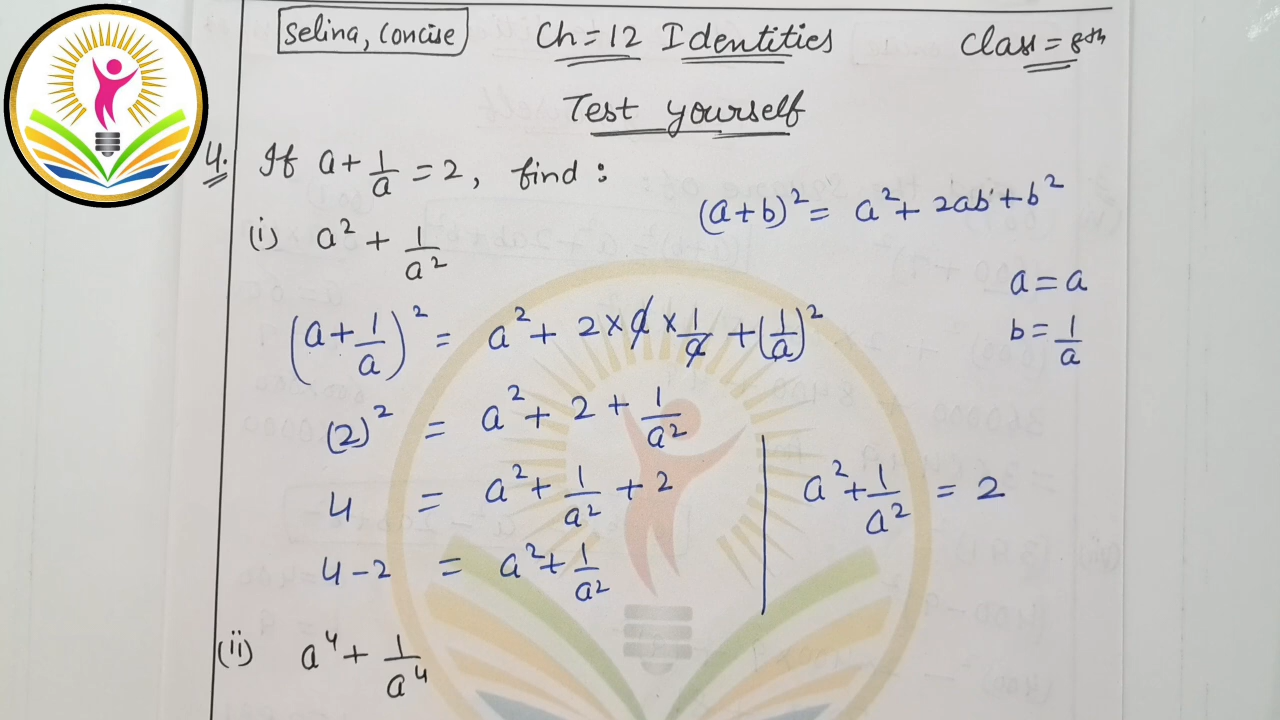 Selina, Concise Ch = 12 Identities Class = 8th
Test yourself
4. If a + 1/a = 2, find :
(a+b)² = a² + 2ab + b²
(i) a² + 1/a²
a = a
b = 1/a
(a + 1/a)² = a² + 2 × a × 1/a + (1/a)²
(2)² = a² + 2 + 1/a²
4 = a² + 1/a² + 2
4 - 2 = a² + 1/a²
a² + 1/a² = 2
(ii) a⁴ + 1/a⁴